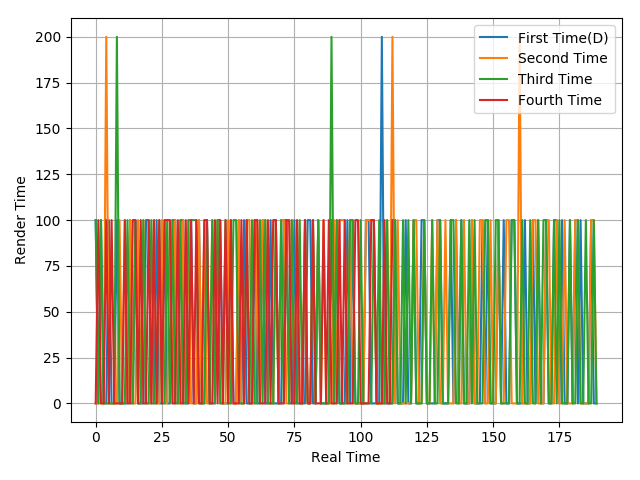 200
175
150
125
100
75
50
25
0
Render Time
0 25 50 75 100 125 150 175
Real Time
First Time(D)
Second Time
Third Time
Fourth Time